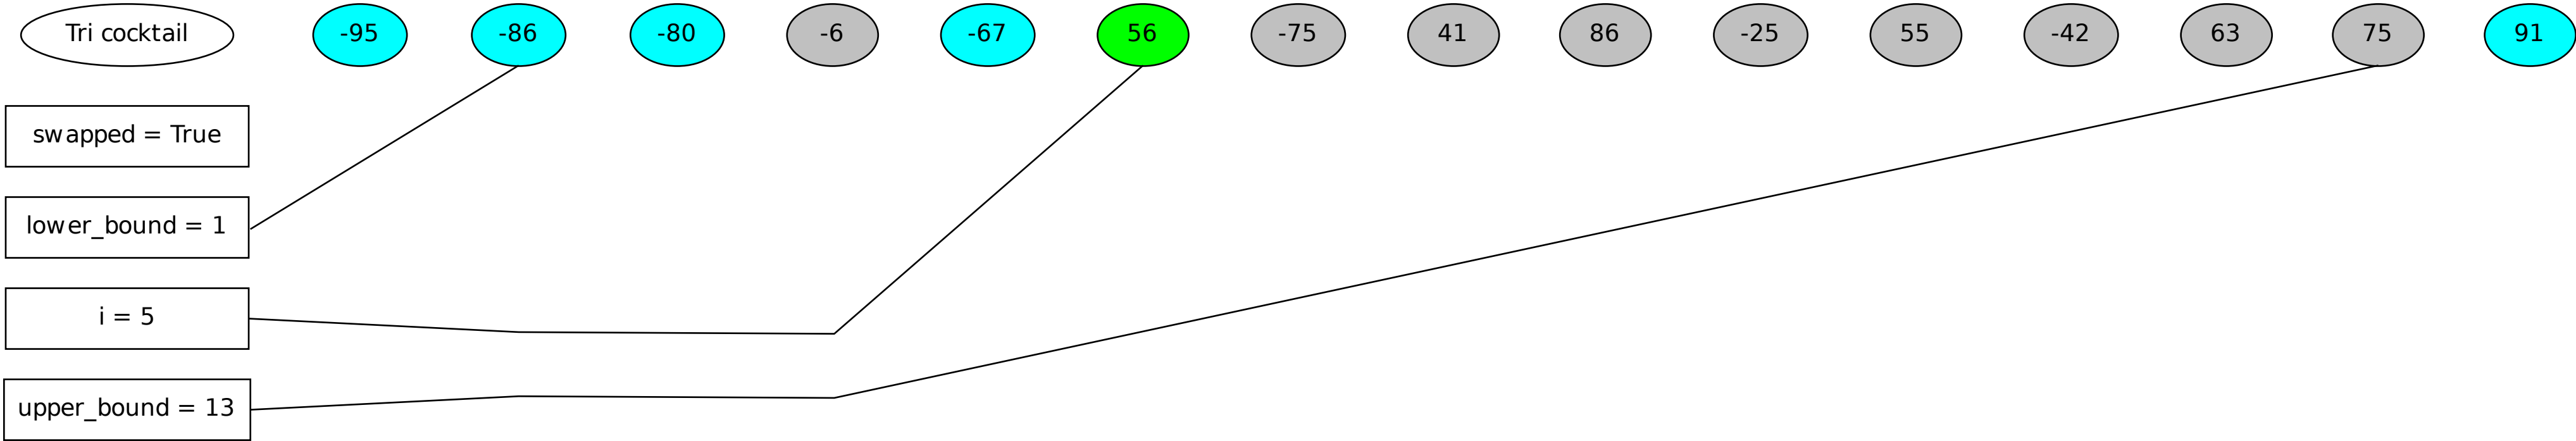 Tri cocktail -95 -86 -80 -6 -67 56 -75 41 86 -25 55 -42 63 75 91
swapped = True
lower_bound = 1
i = 5
upper_bound = 13